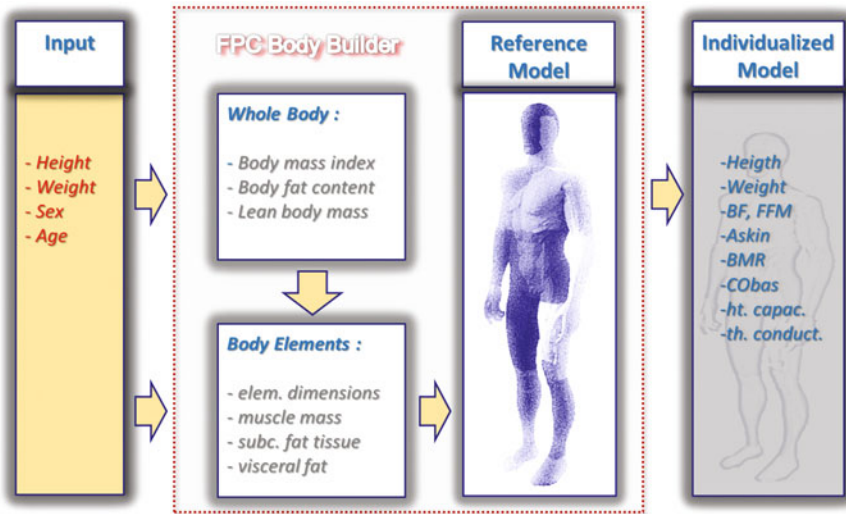 Input
- Height
- Weight
- Sex
- Age
FPC Body Builder
Whole Body :
- Body mass index
- Body fat content
- Lean body mass
Body Elements :
- elem. dimensions
- muscle mass
- subc. fat tissue
- visceral fat
Reference
Model
Individualized
Model
-Heigth
-Weight
-BF, FFM
-Askin
-BMR
-CObas
-ht. capac.
-th. conduct.